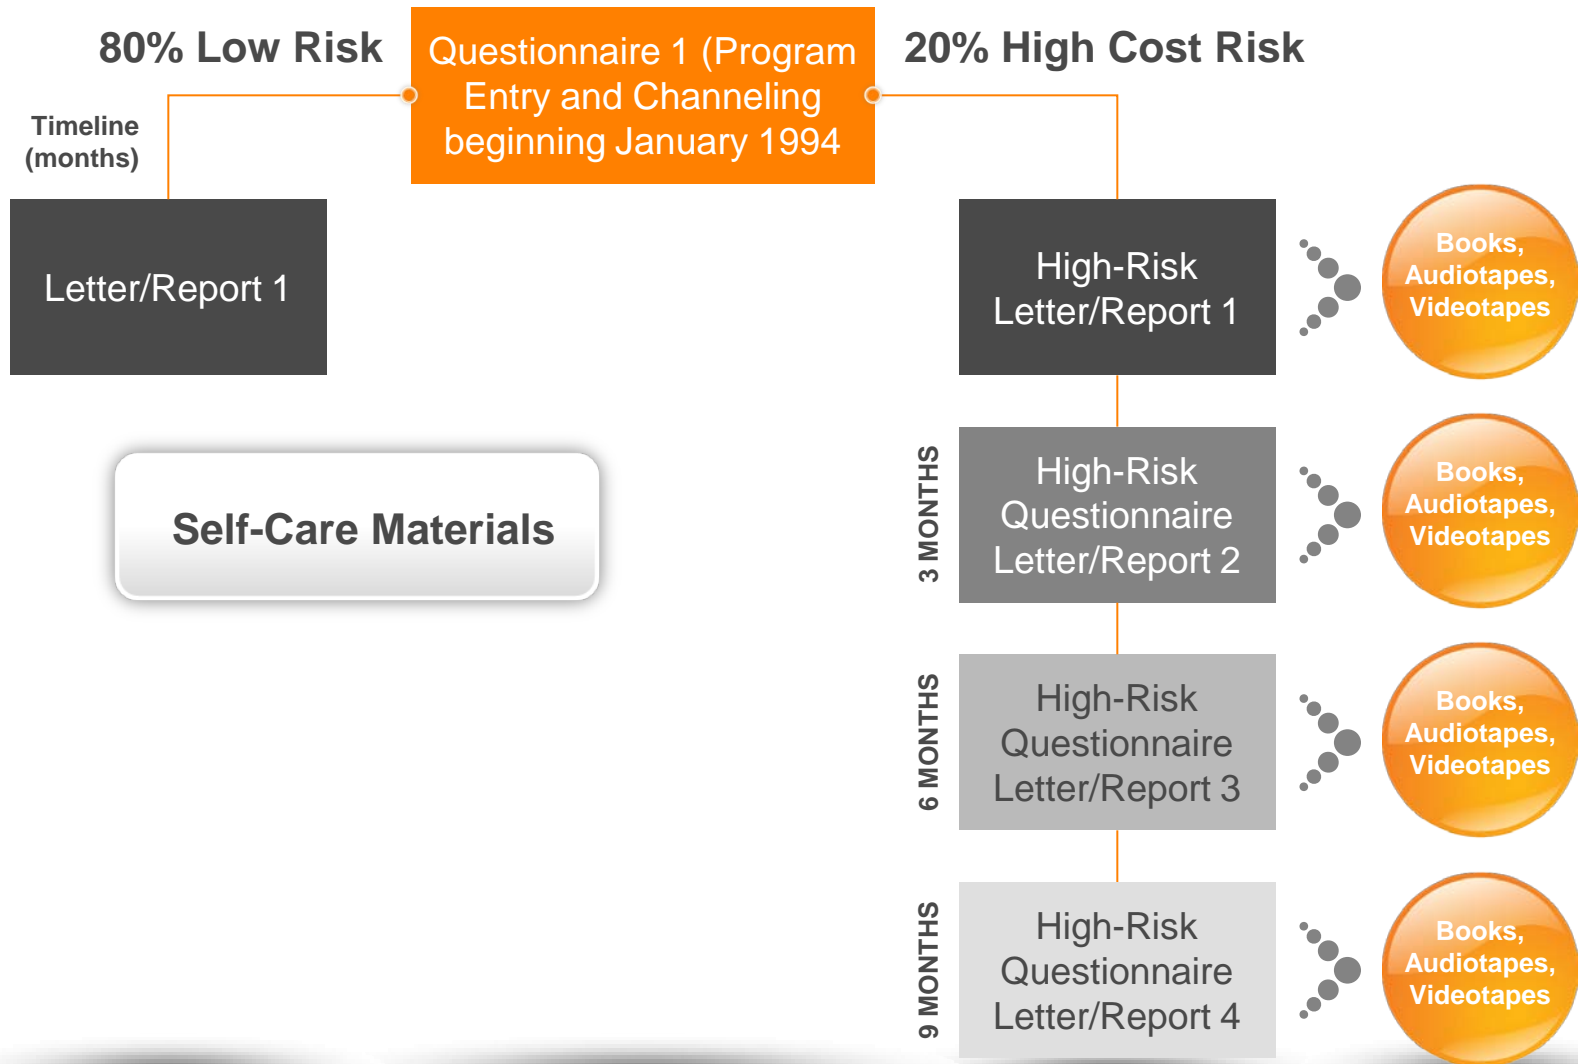 80% Low Risk
Questionnaire 1 (Program
Entry and Channeling
beginning January 1994
20% High Cost Risk
Timeline
(months)
Letter/Report 1
High-Risk
Letter/Report 1
Books,
Audiotapes,
Videotapes
Self-Care Materials
3 MONTHS
High-Risk
Questionnaire
Letter/Report 2
Books,
Audiotapes,
Videotapes
6 MONTHS
High-Risk
Questionnaire
Letter/Report 3
Books,
Audiotapes,
Videotapes
9 MONTHS
High-Risk
Questionnaire
Letter/Report 4
Books,
Audiotapes,
Videotapes